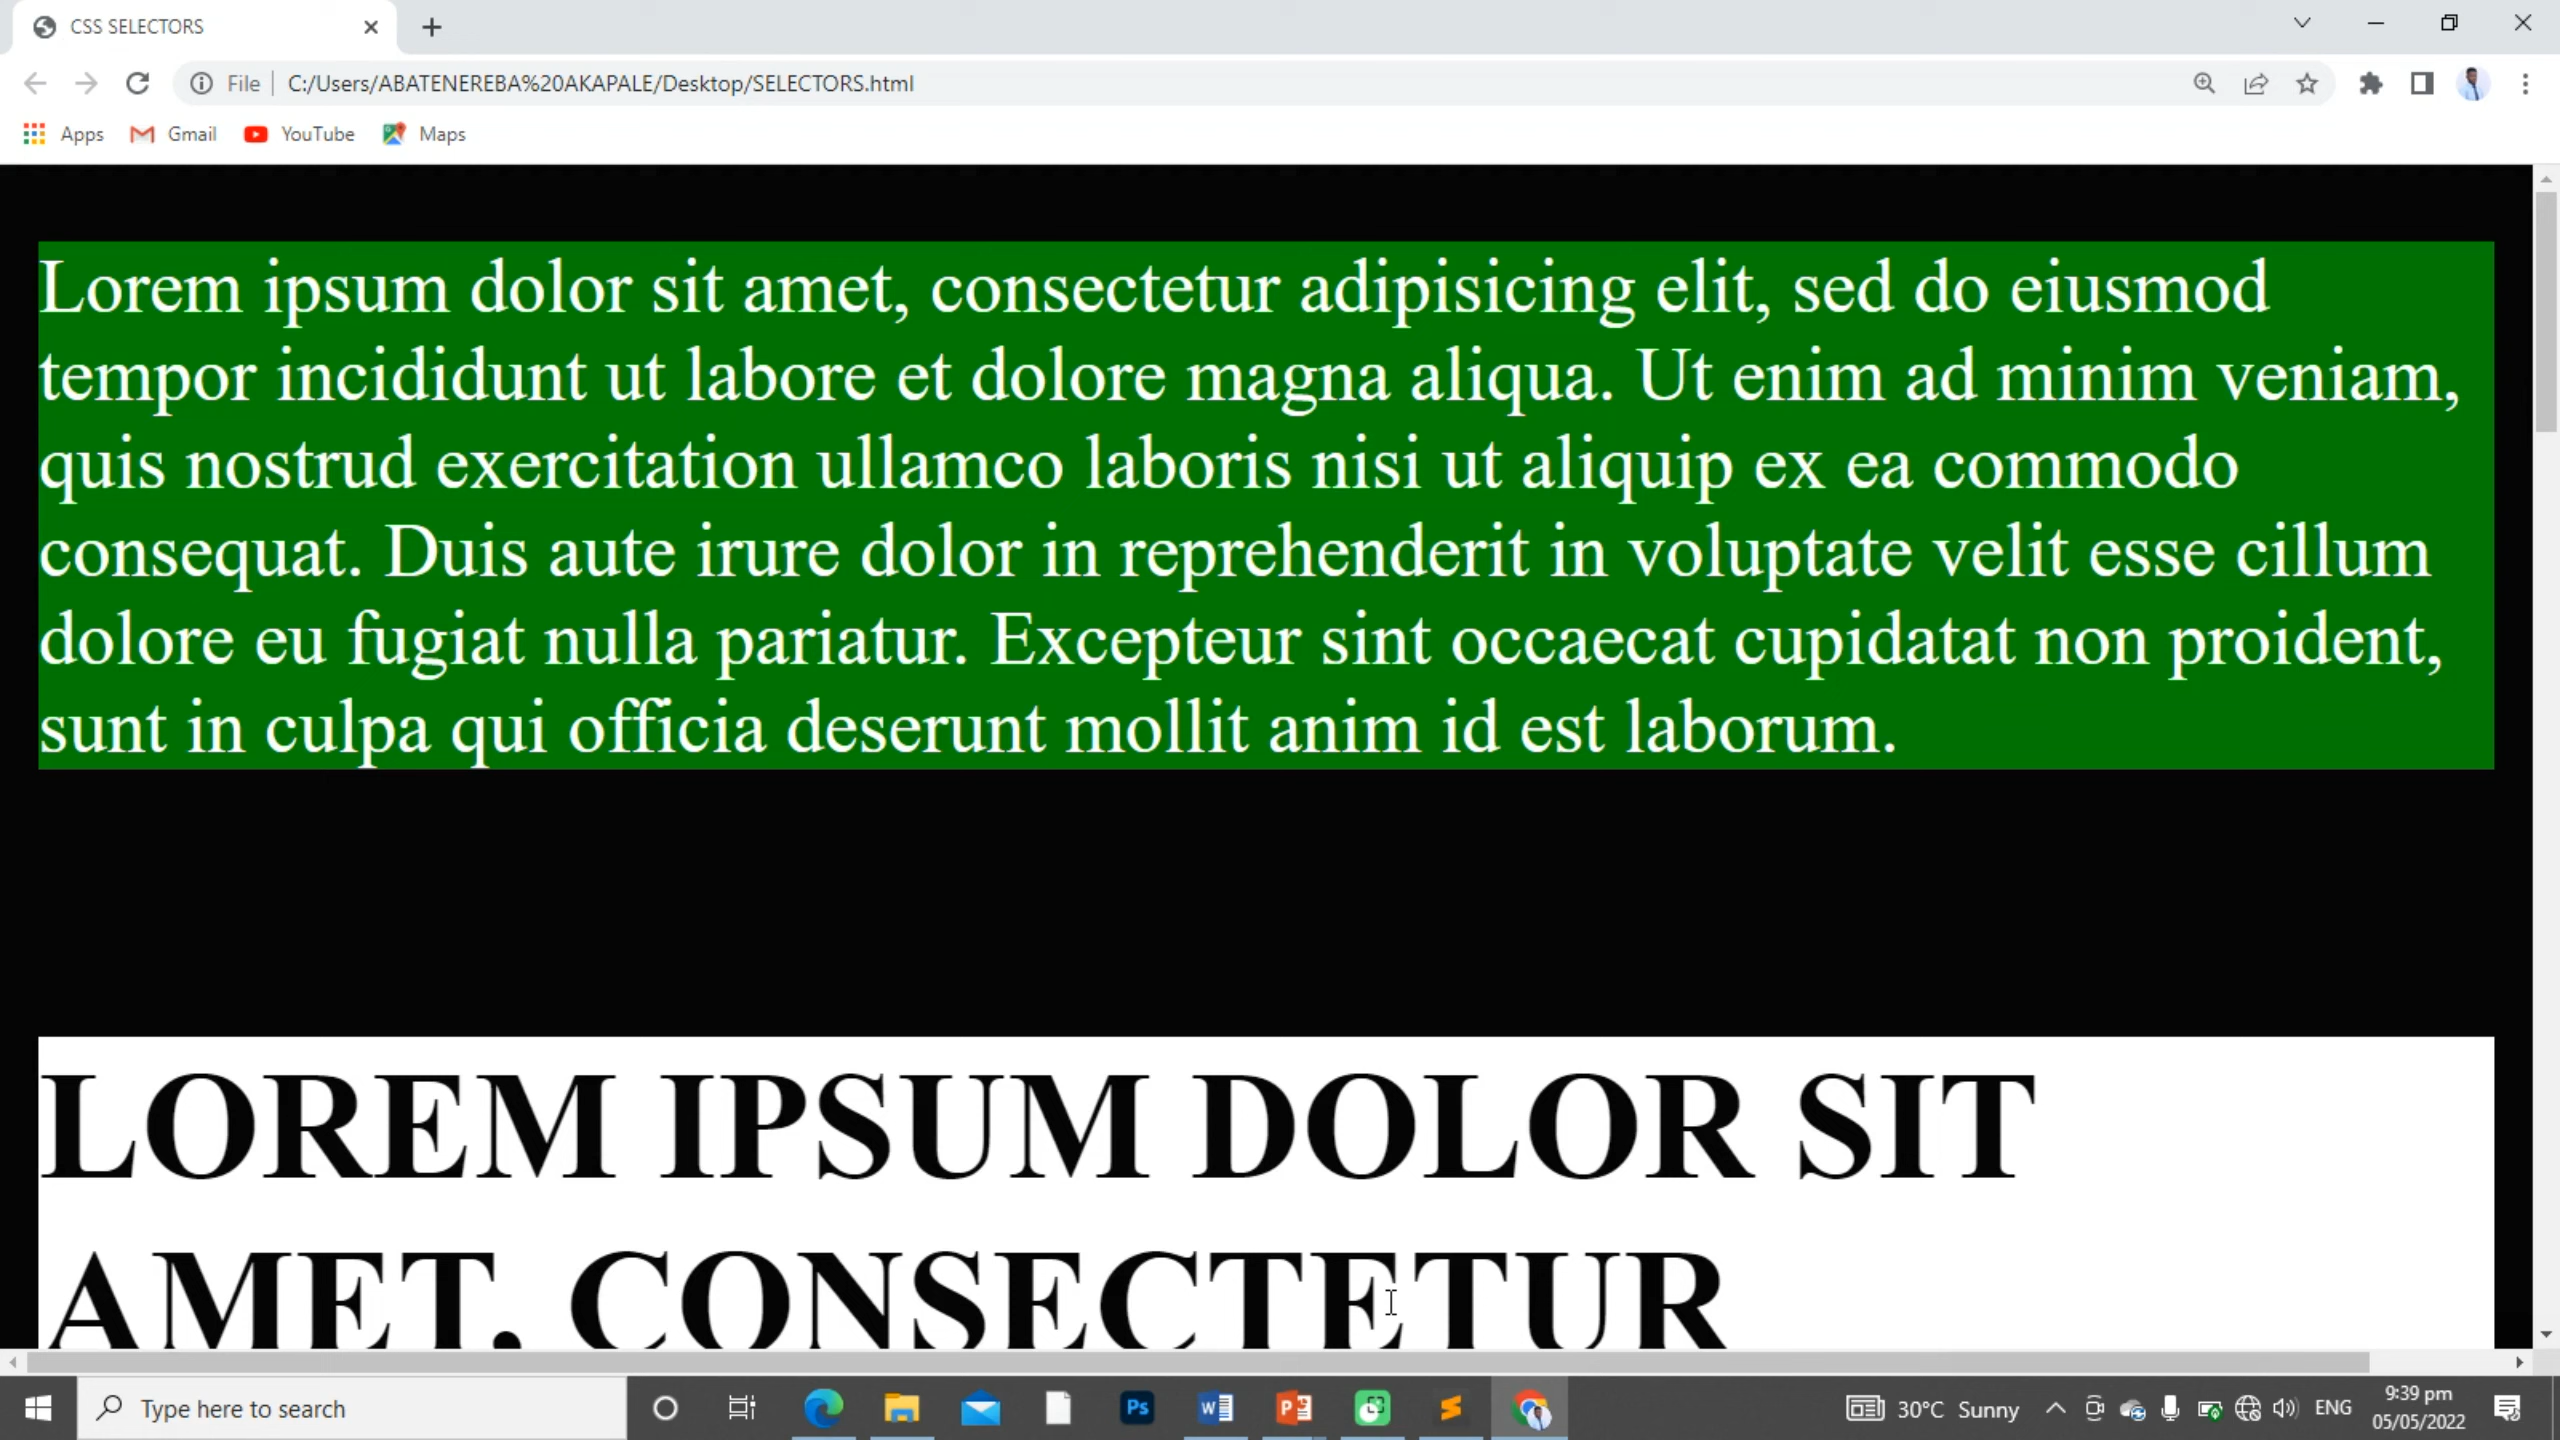 CSS SELECTORS
File C:/Users/ABATENEREBA%20AKAPALE/Desktop/SELECTORS.html
Apps Gmail YouTube Maps
Lorem ipsum dolor sit amet, consectetur adipisicing elit, sed do eiusmod
tempor incididunt ut labore et dolore magna aliqua. Ut enim ad minim veniam,
quis nostrud exercitation ullamco laboris nisi ut aliquip ex ea commodo
consequat. Duis aute irure dolor in reprehenderit in voluptate velit esse cillum
dolore eu fugiat nulla pariatur. Excepteur sint occaecat cupidatat non proident,
sunt in culpa qui officia deserunt mollit anim id est laborum.
LOREM IPSUM DOLOR SIT
AMET, CONSECTETUR
Type here to search
Ps
W
P
30°C Sunny
ENG
9:39 pm
05/05/2022